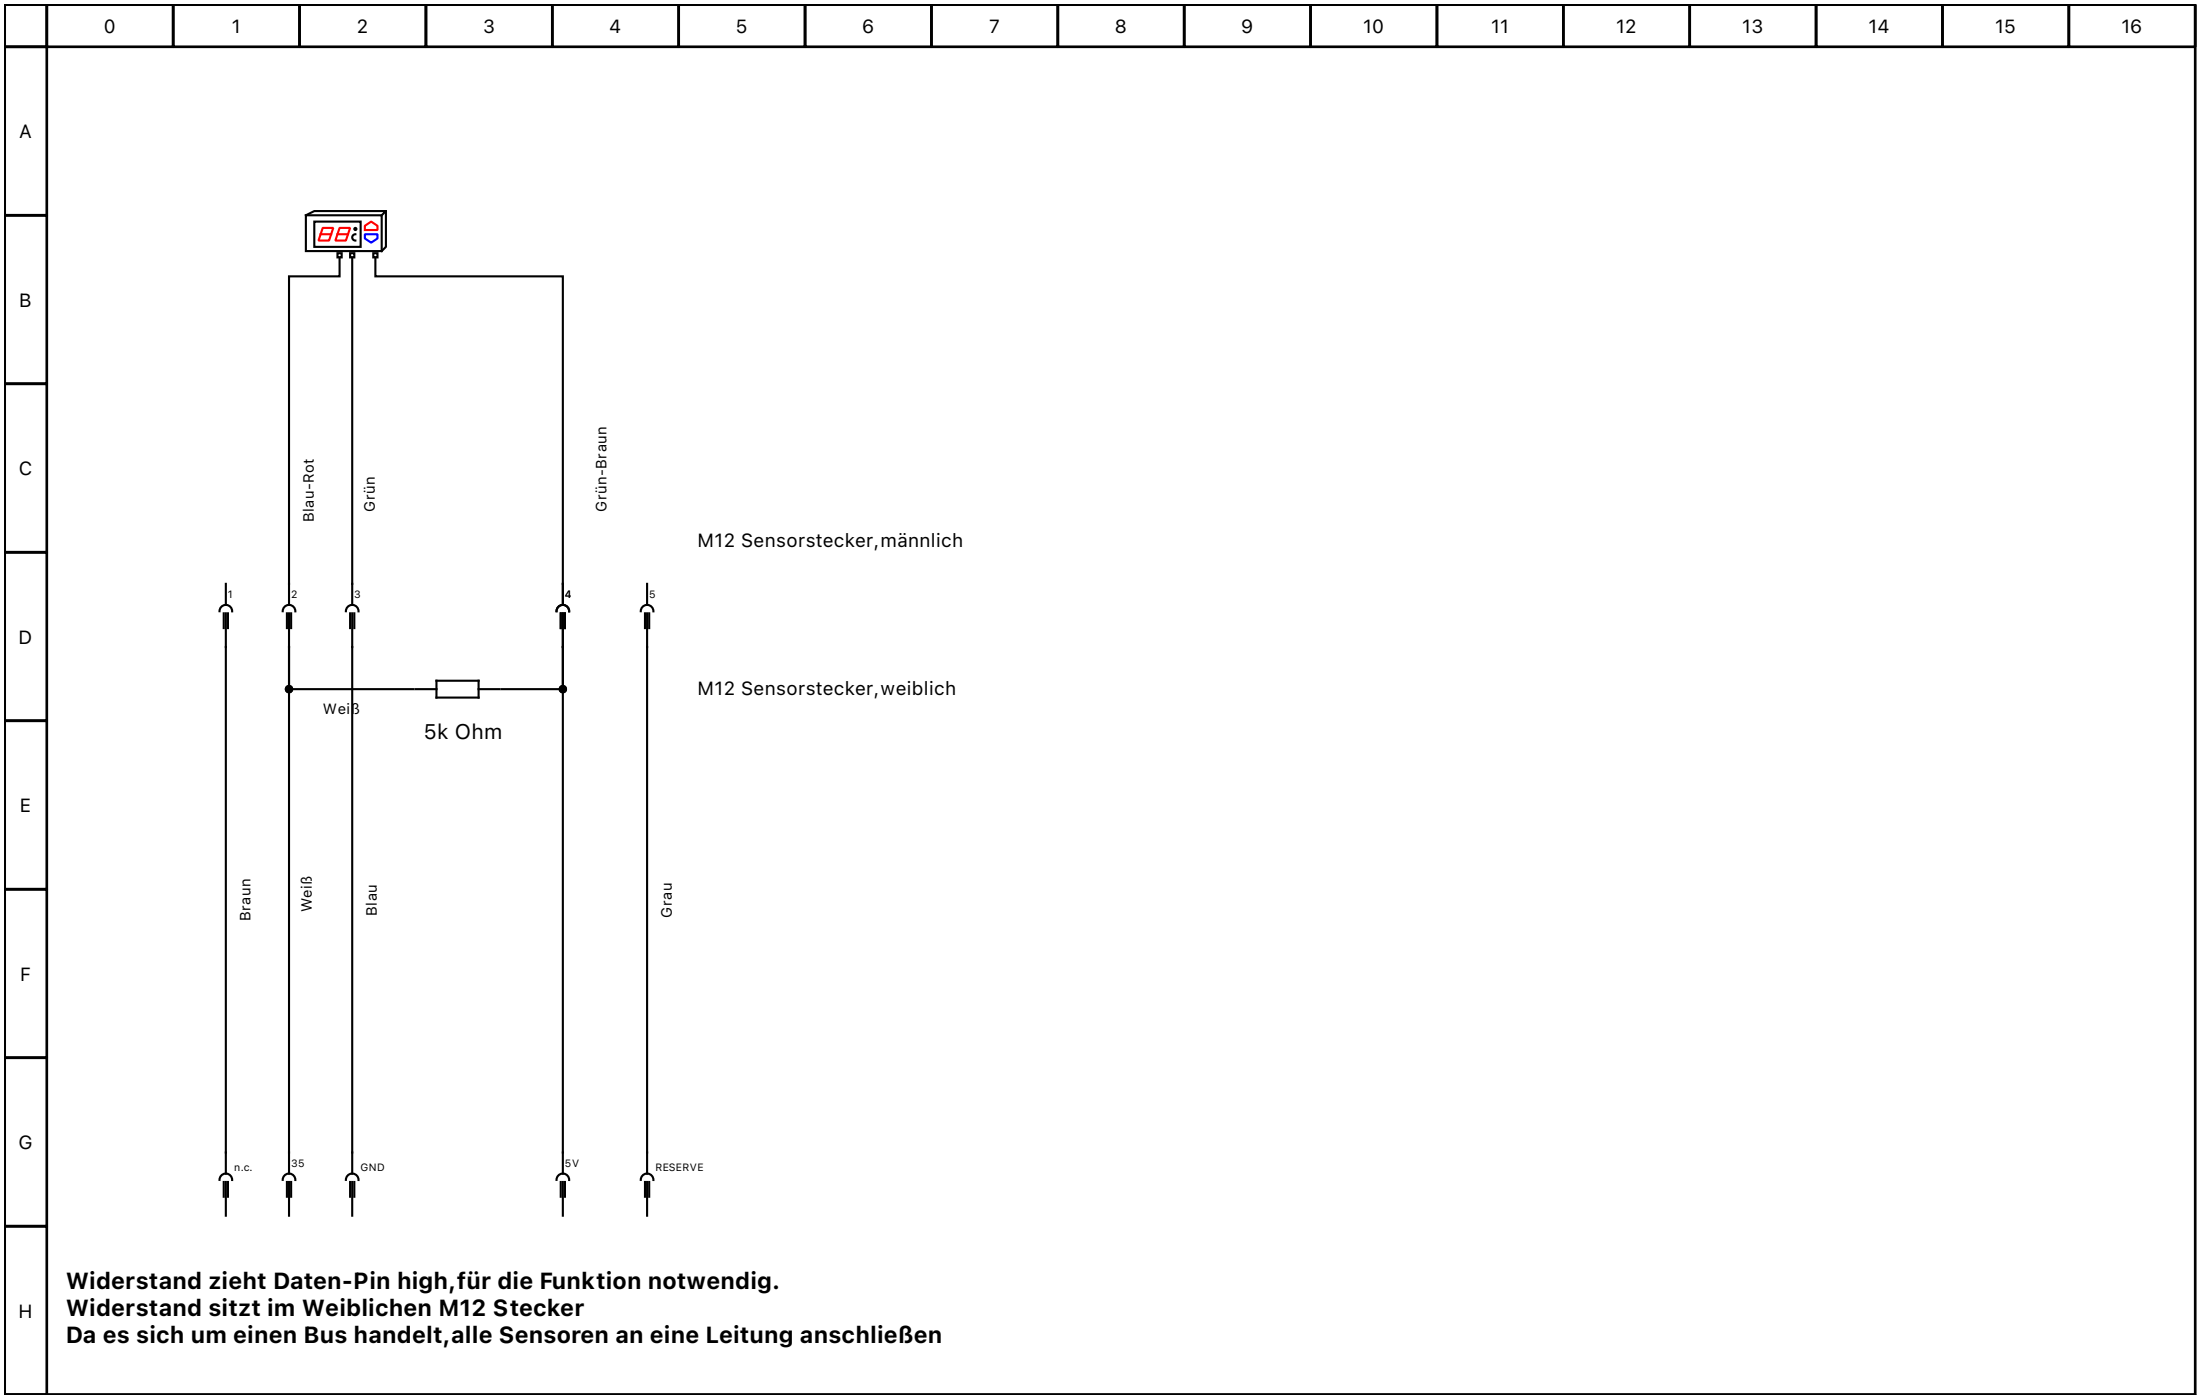 0 1 2 3 4 5 6 7 8 9 10 11 12 13 14 15 16
A
88:c
B
C
Blau-Rot
Grün
Grün-Braun
M12 Sensorstecker,männlich
1 2 3 4 5
D
M12 Sensorstecker,weiblich
Weiß
5k Ohm
E
Braun
Weiß
Blau
Grau
F
G
n.c. 35 GND 5V RESERVE
Widerstand zieht Daten-Pin high,für die Funktion notwendig.
H
Widerstand sitzt im Weiblichen M12 Stecker
Da es sich um einen Bus handelt,alle Sensoren an eine Leitung anschließen